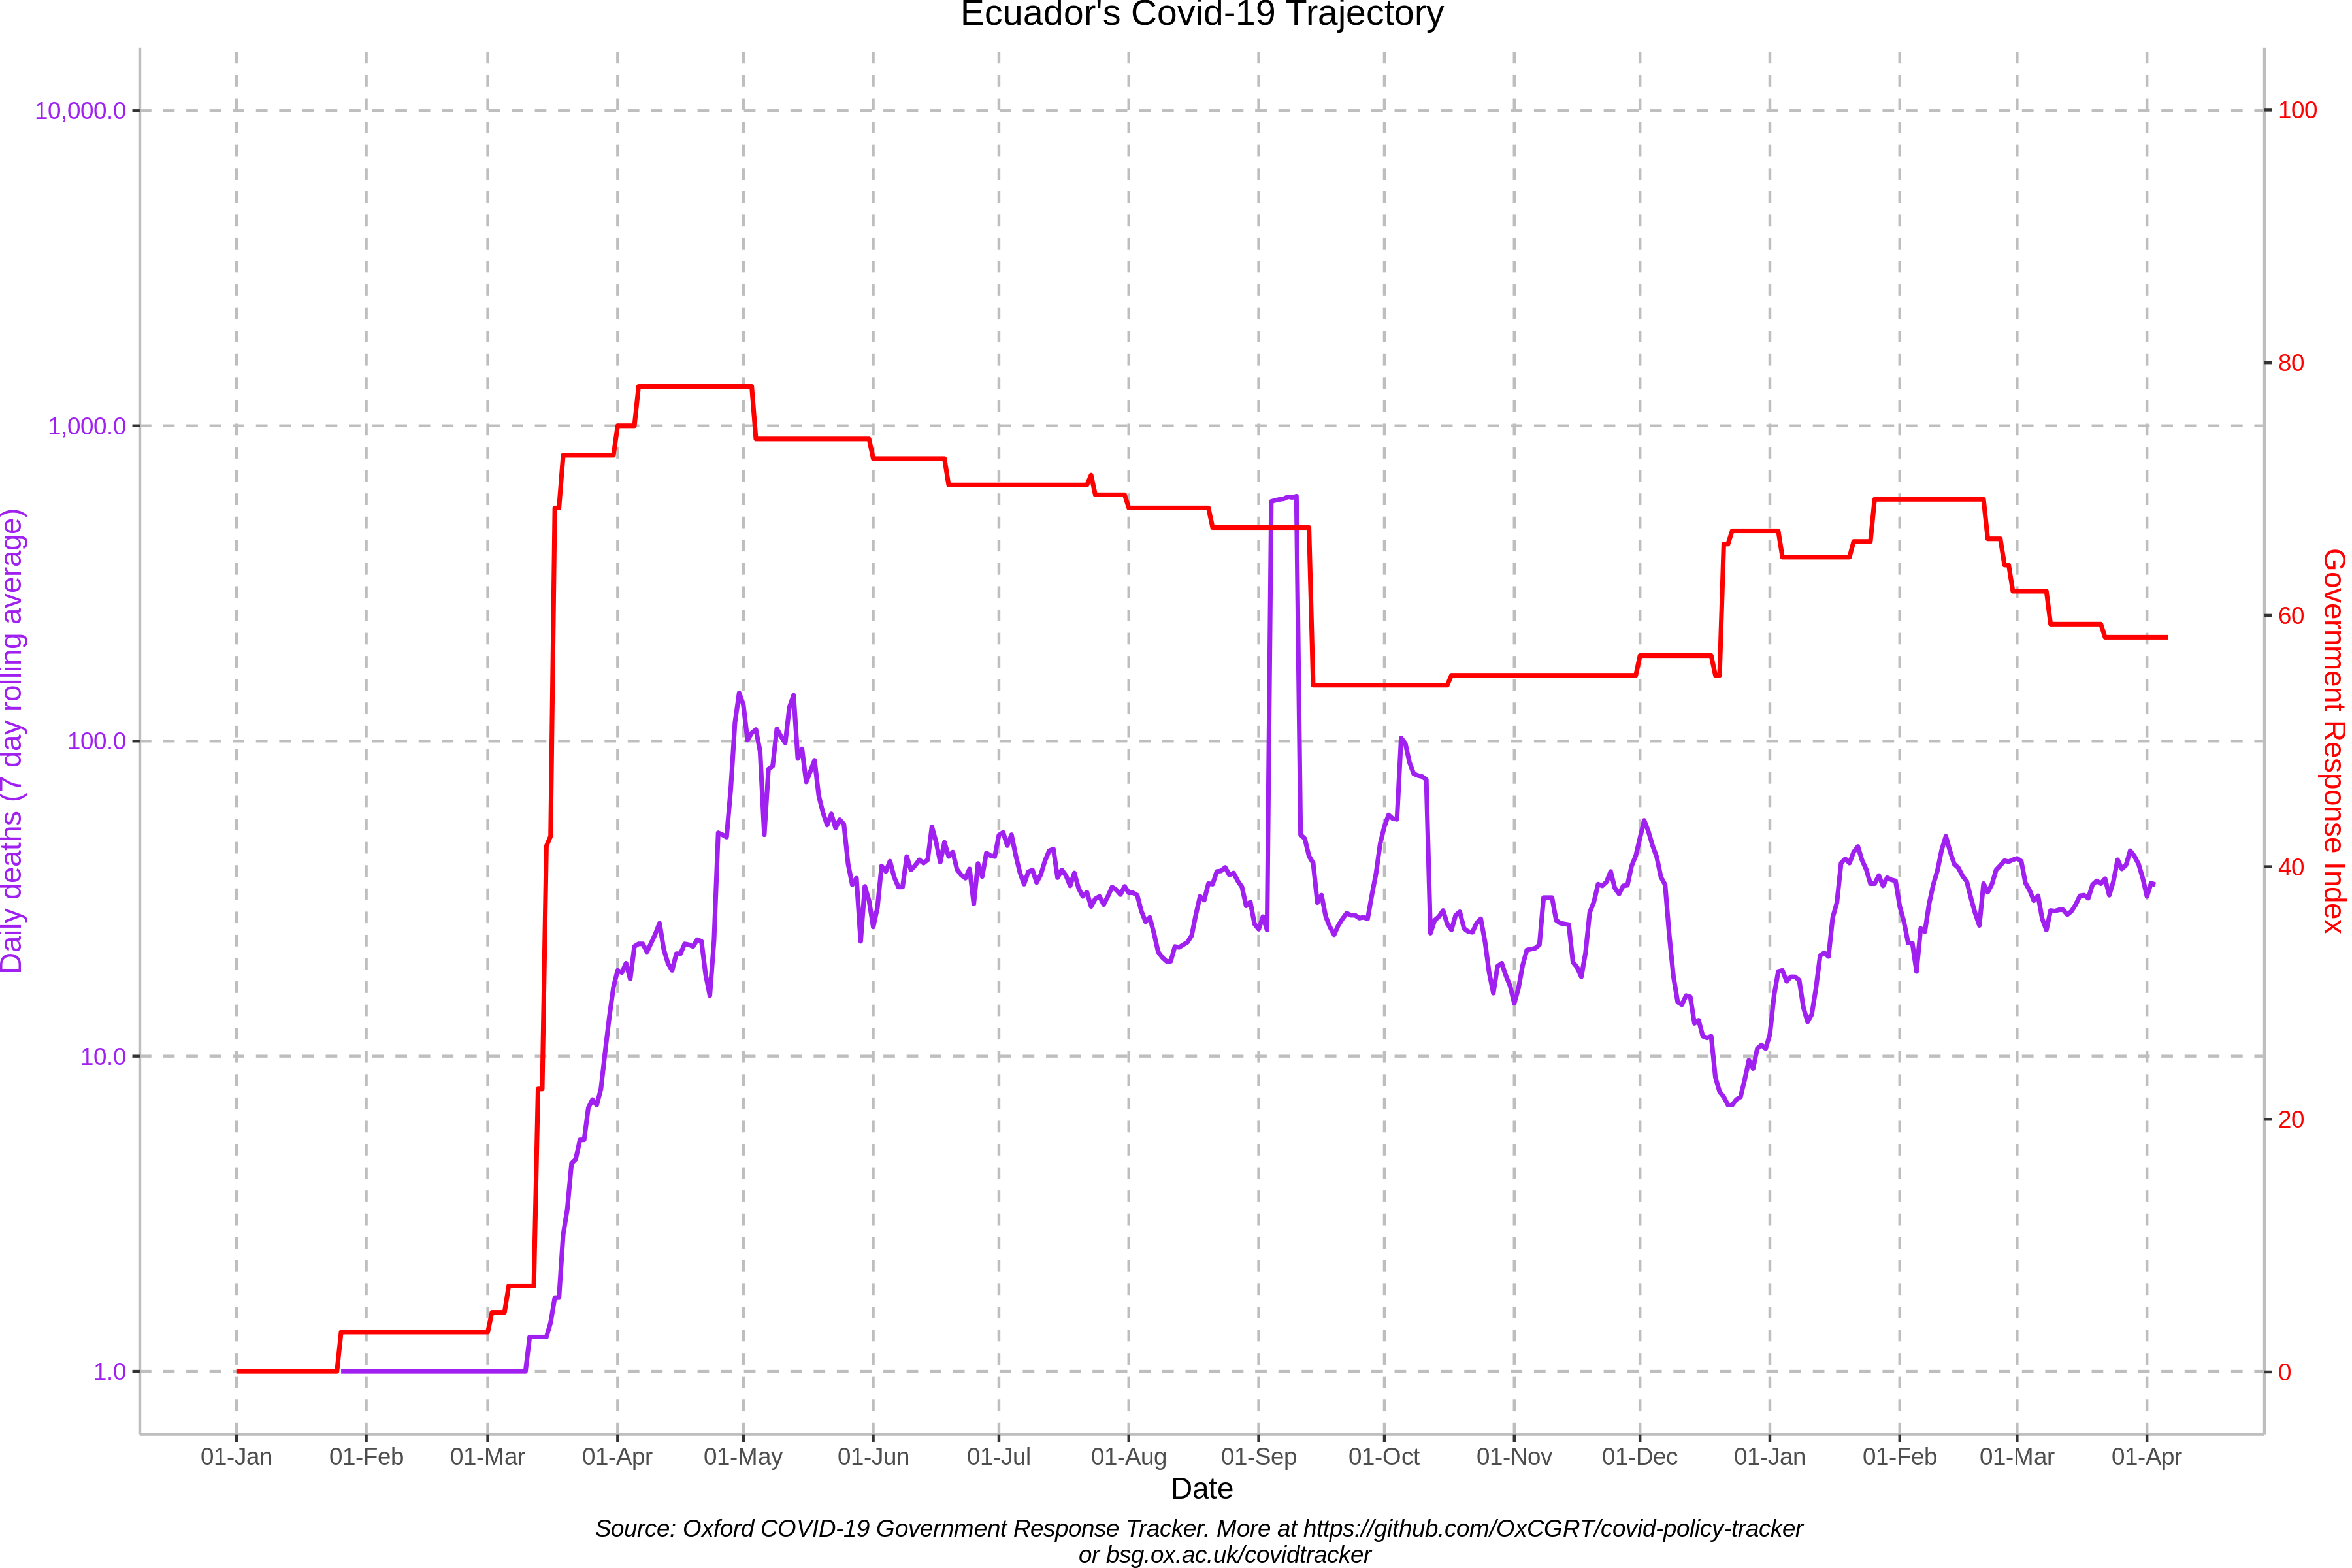 Ecuador's Covid-19 Trajectory
10,000.0
1,000.0
100.0
10.0
1.0
Daily deaths (7 day rolling average)
100
80
60
40
20
0
Government Response Index
01-Jan 01-Feb 01-Mar 01-Apr 01-May 01-Jun 01-Jul 01-Aug 01-Sep 01-Oct 01-Nov 01-Dec 01-Jan 01-Feb 01-Mar 01-Apr
Date
Source: Oxford COVID-19 Government Response Tracker. More at https://github.com/OxCGRT/covid-policy-tracker
or bsg.ox.ac.uk/covidtracker